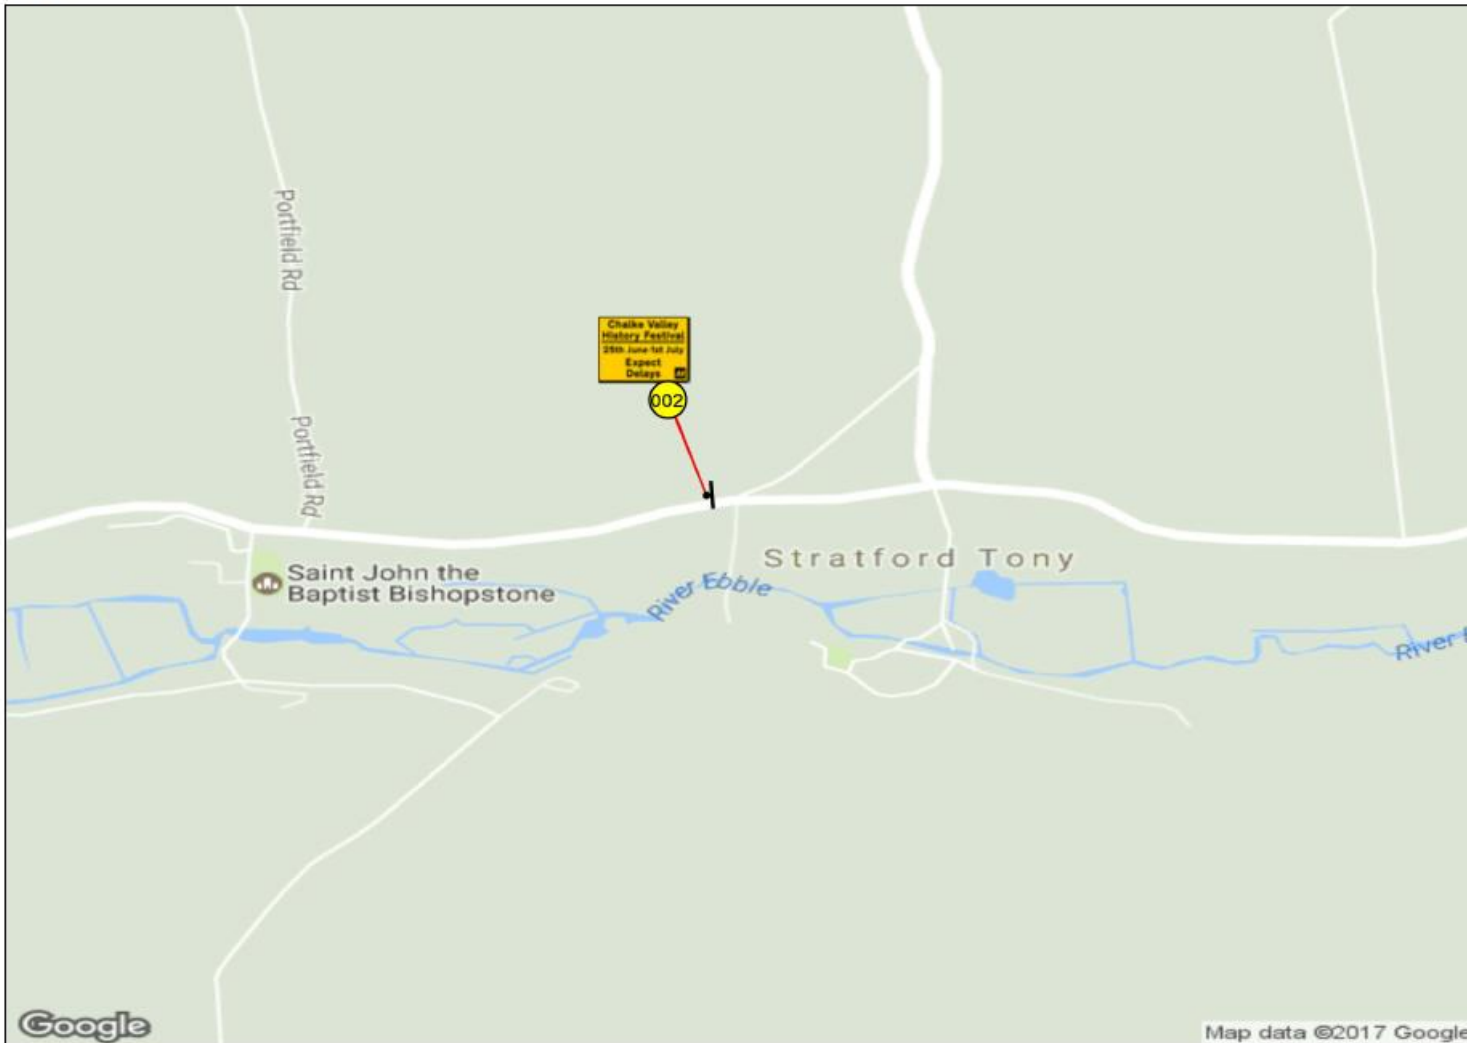 Portfield Rd
Chalke Valley
History Festival
25th June-1st July
Expect
Delays
002
Portfield Rd
Stratford Tony
Saint John the
Baptist Bishopstone
River Ebble
River
Google
Map data ©2017 Google